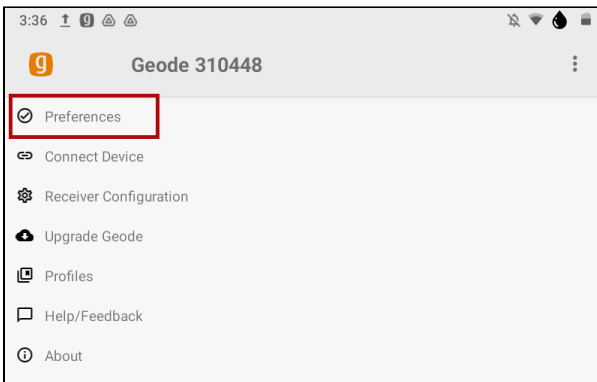 3:36 g
g Geode 310448
Preferences
Connect Device
Receiver Configuration
Upgrade Geode
Profiles
Help/Feedback
About